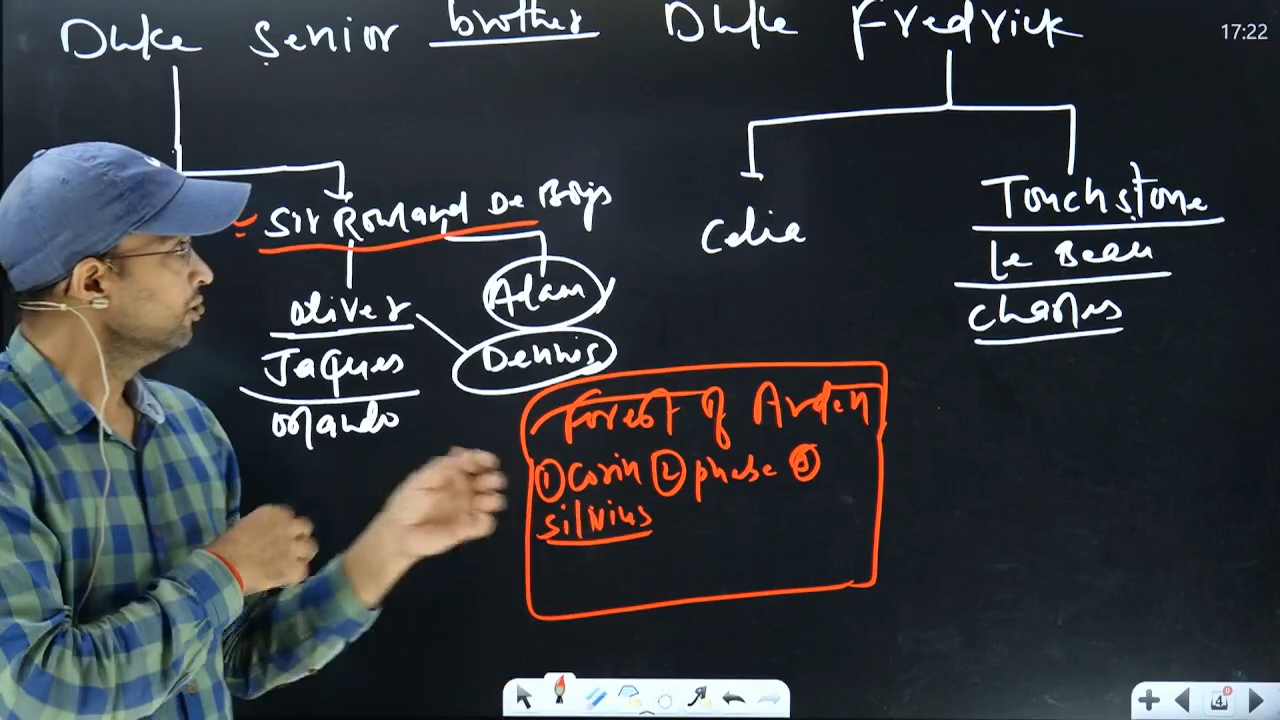 Duke Senior brother Duke Fredrick
17:22
Sir Rowland De Boys
Touchstone
Celia
le Beau
Oliver
Adam
Charles
Jaques
Dennis
Orlando
Forest of Arden
① Corin ② phebe ③
Silvius
4